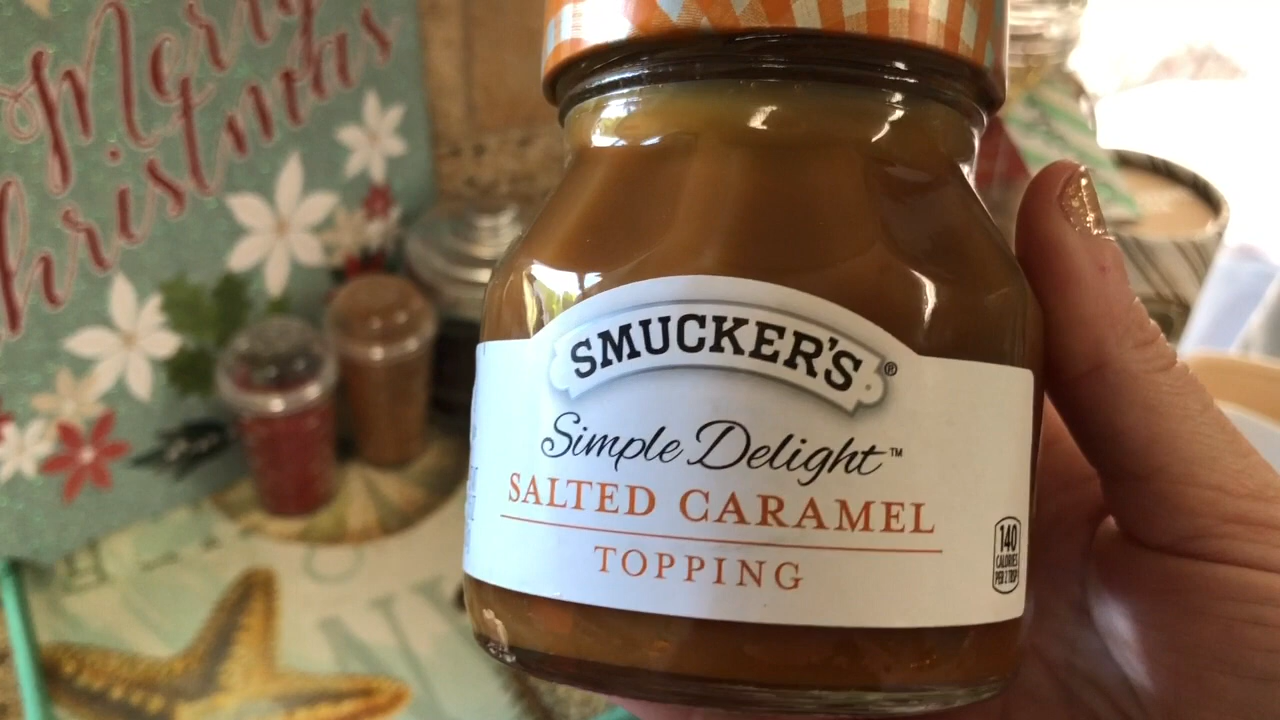 Merry
Christmas
SMUCKER'S®
Simple Delight™
SALTED CARAMEL
TOPPING
140
CALORIES
PER 2 TBSP